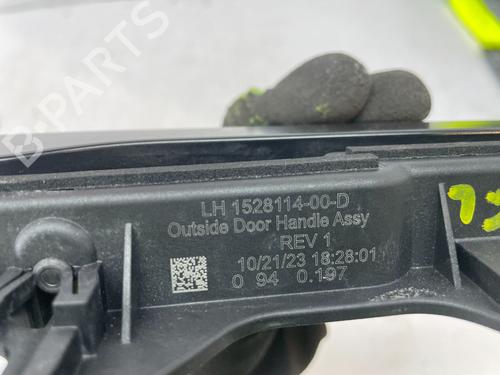 B-PARTS
LH 1528114-00-D
Outside Door Handle Assy
REV 1
10/21/23 18:28:01
0 94 0.197